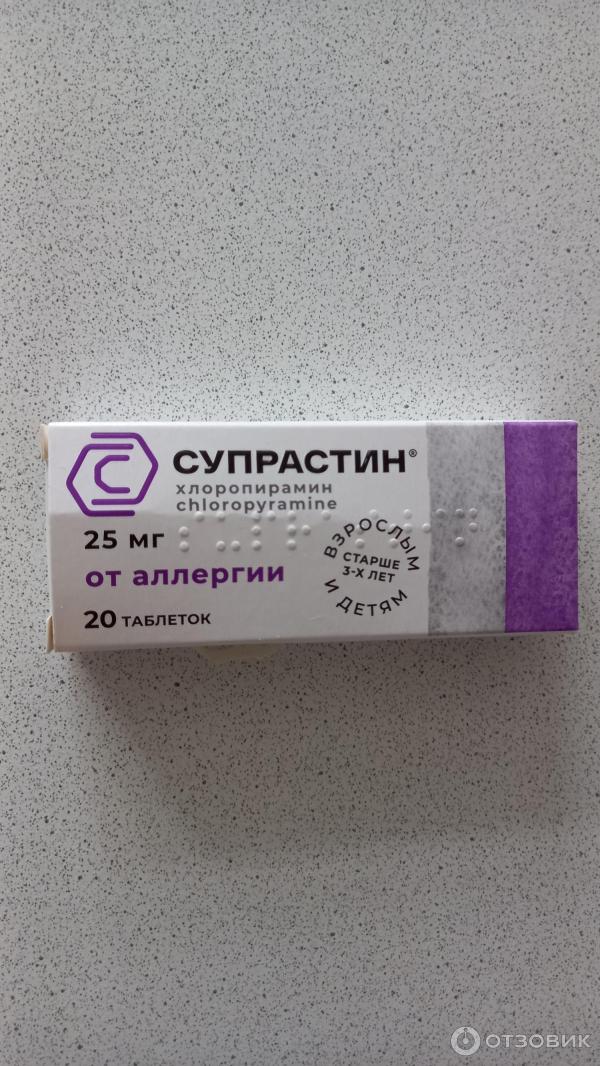 СУПРАСТИН®
хлоропирамин
chloropyramine
25 мг
от аллергии
20 ТАБЛЕТОК
ВЗРОСЛЫМ
СТАРШЕ
3-Х ЛЕТ
И ДЕТЯМ
ОТЗОВИК